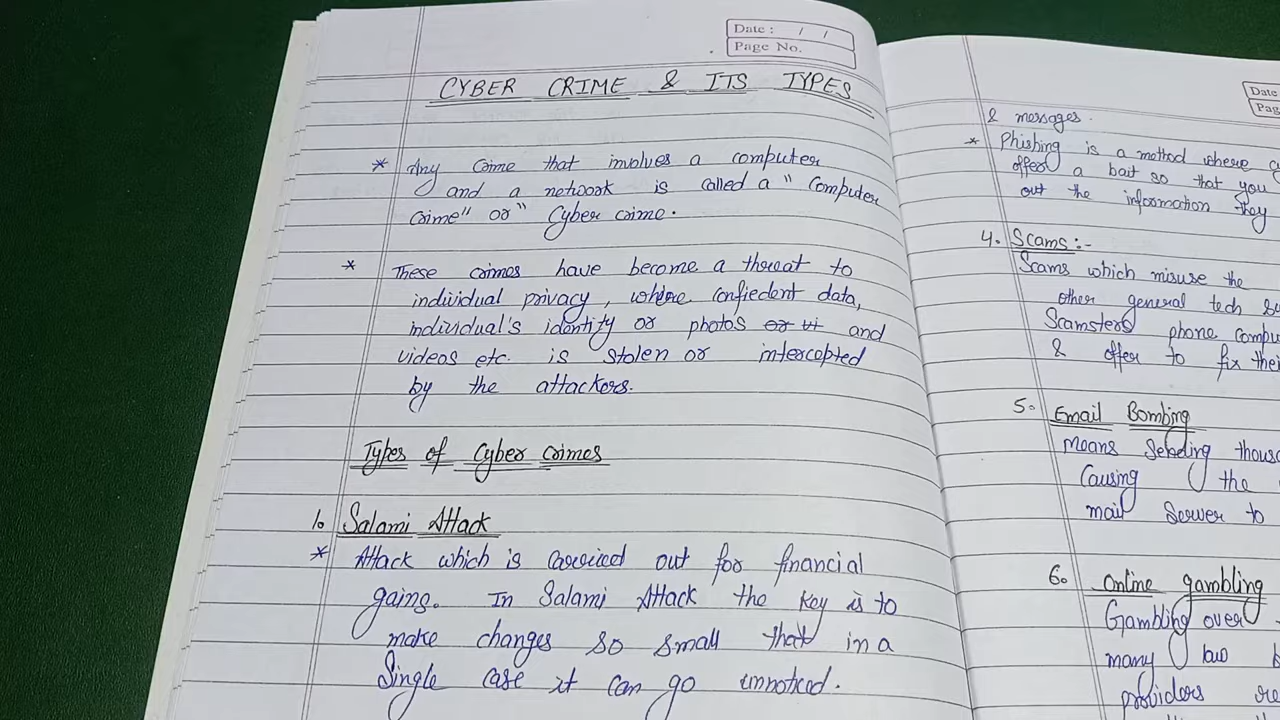 Date : / /
Page No.
CYBER CRIME & ITS TYPES
* Any crime that involves a computer
and a network is called a " Computer
crime" or " Cyber crime.
* These crimes have become a threat to
individual privacy, where confiedent data,
individual's identity or photos or vi and
videos etc. is stolen or intercepted
by the attackers.
Types of Cyber crimes
1. Salami Attack
* Attack which is carried out for financial
gains. In Salami Attack the key is to
make changes so small that in a
single case it can go unnoticed.
Date
Pag
& messages.
* Phishing is a method where
offer a bait so that you
out the information they
4. Scams:-
Scams which misuse the
other general tech
Scamsters phone compu
& offer to fix thei
5. Email Bombing
Means sending thous
Causing the
mail server to
6. Online gambling
Gambling over
many
providers